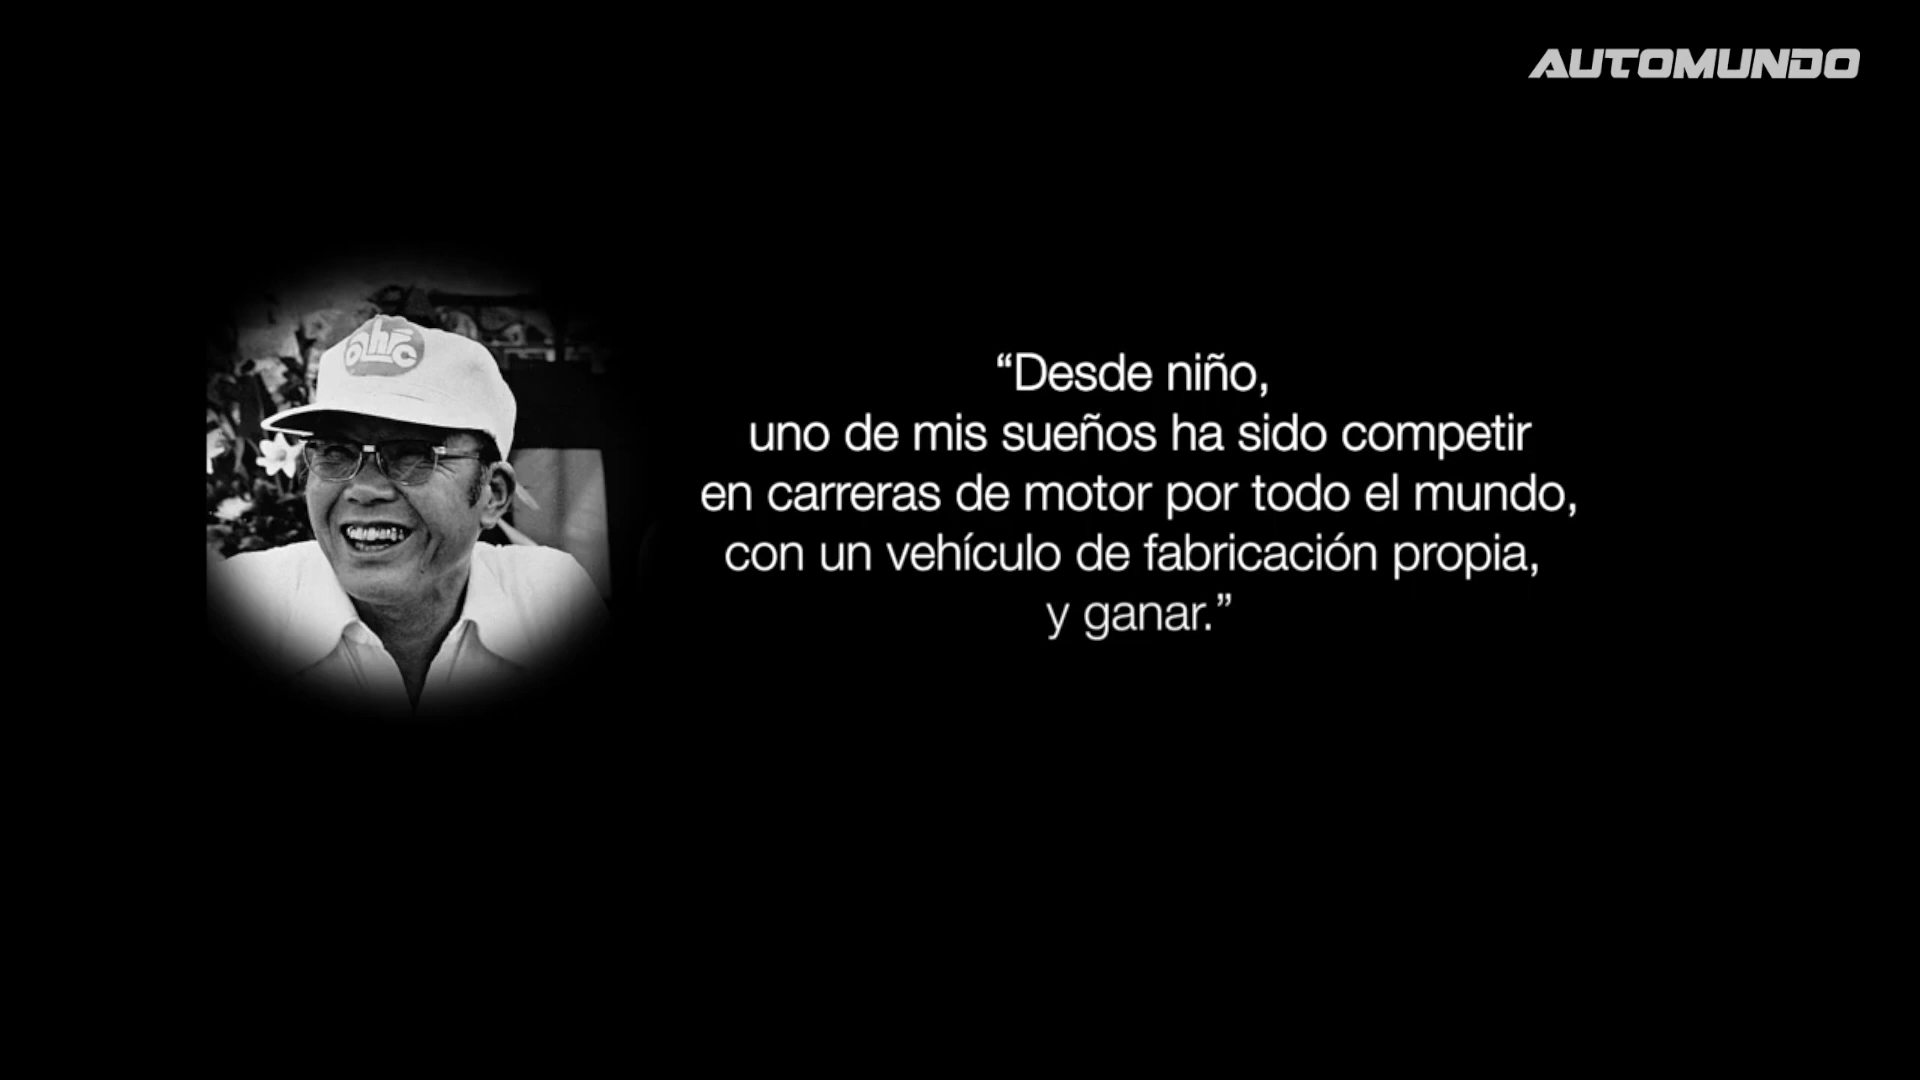 AUTOMUNDO
“Desde niño,
uno de mis sueños ha sido competir
en carreras de motor por todo el mundo,
con un vehículo de fabricación propia,
y ganar.”